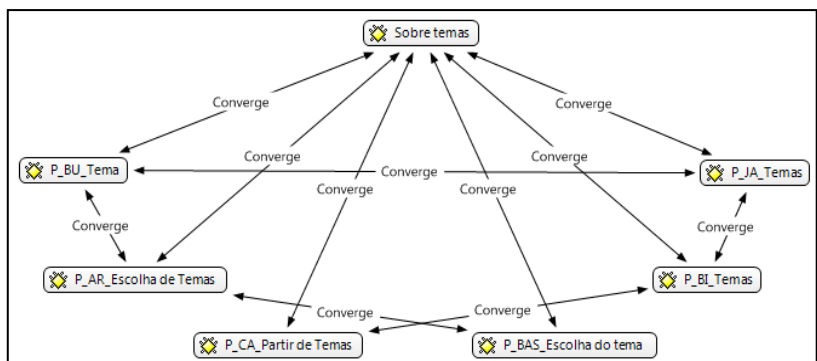 Sobre temas
Converge
Converge
Converge
Converge
P_BU_Tema
Converge
P_JA_Temas
Converge
Converge
Converge
Converge
P_AR_Escolha de Temas
P_BI_Temas
Converge
Converge
P_CA_Partir de Temas
P_BAS_Escolha do tema